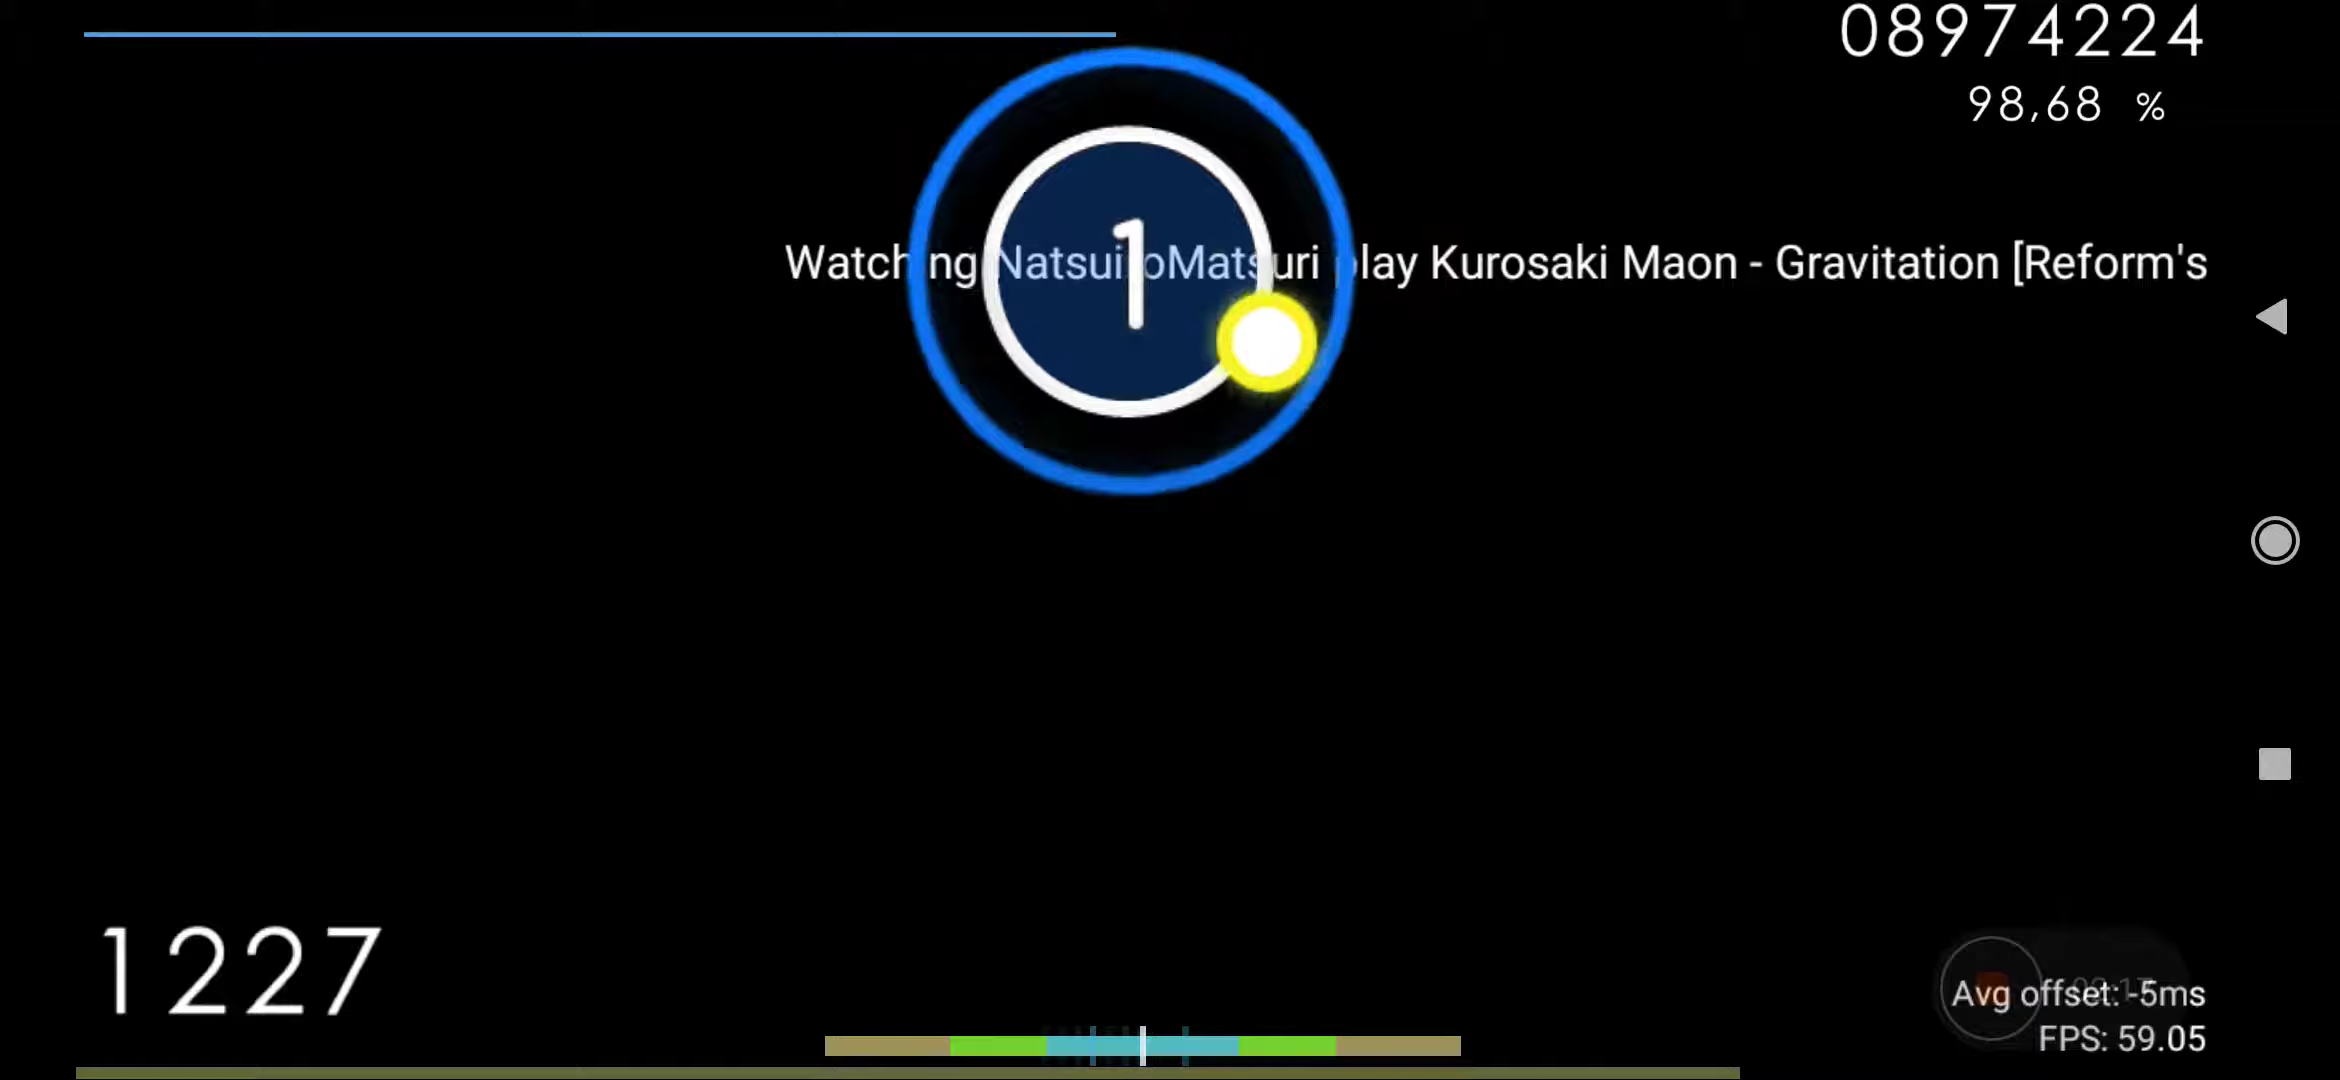 08974224
98,68 %
Watching NatsuiroMatsuri play Kurosaki Maon - Gravitation [Reform's
1
1227
Avg offset: -5ms
FPS: 59.05